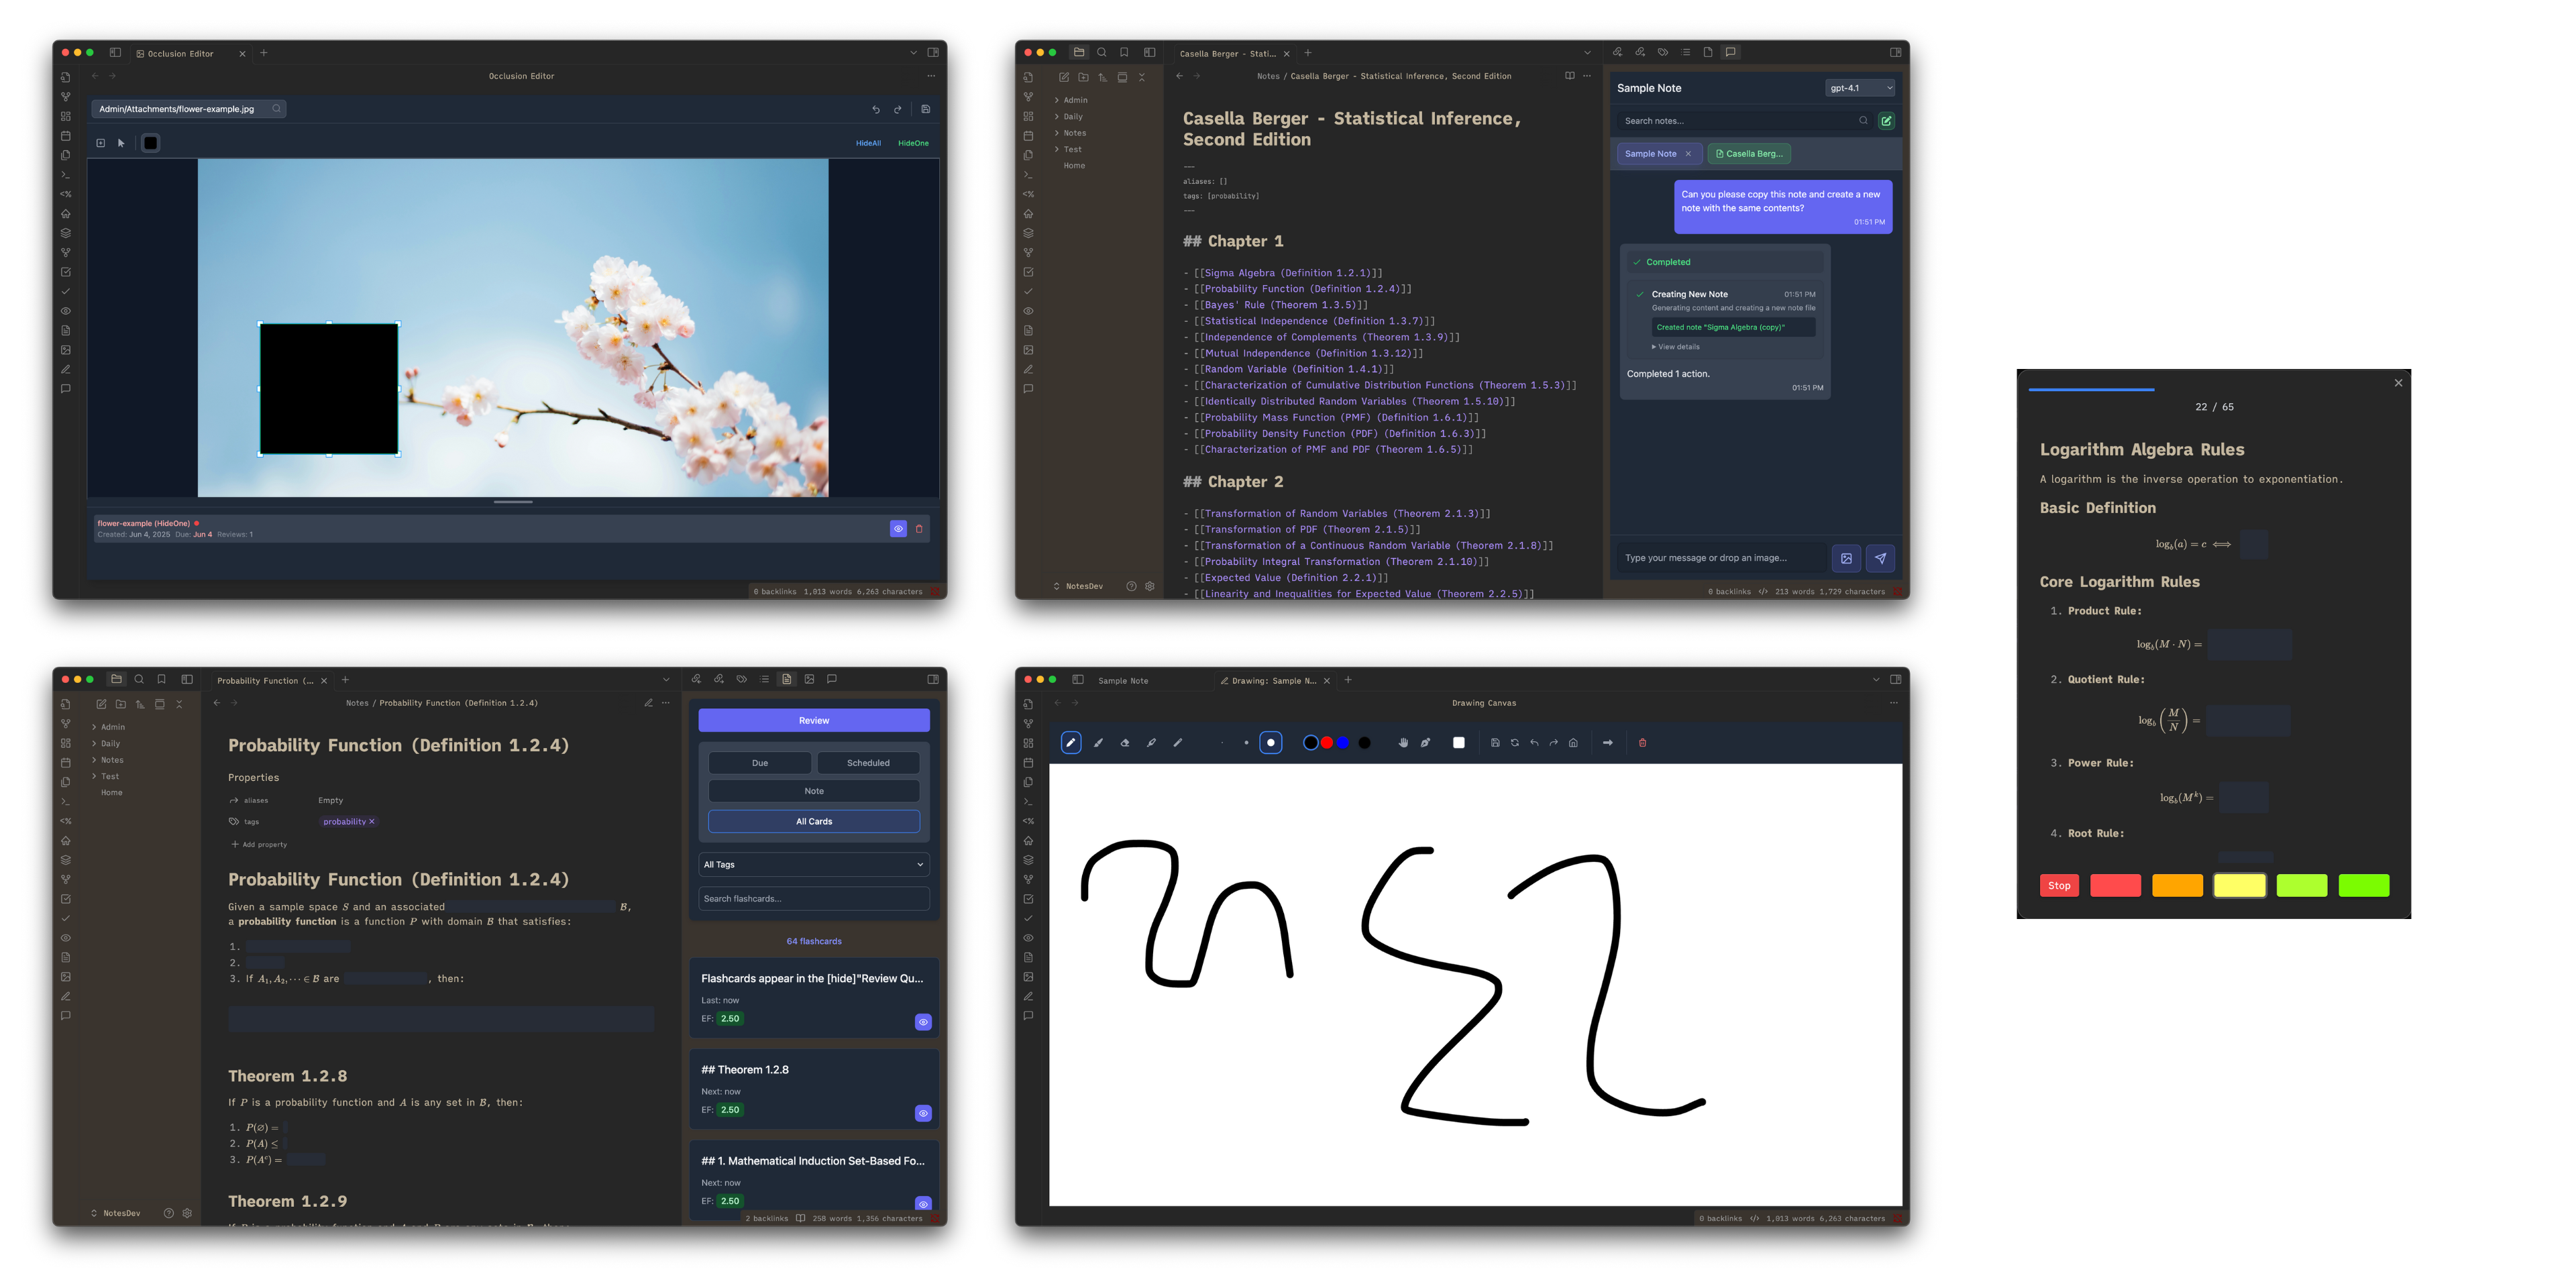 Occlusion Editor
Occlusion Editor
Admin/Attachments/flower-example.jpg
HideAll HideOne
flower-example (HideOne)
Created: Jun 4, 2025 Due: Jun 4 Reviews: 1
0 backlinks 1,013 words 6,263 characters
Casella Berger - Stati...
Notes / Casella Berger - Statistical Inference, Second Edition
Admin
Daily
Notes
Test
Home
NotesDev
Casella Berger - Statistical Inference,
Second Edition
---
aliases: []
tags: [probability]
---
## Chapter 1
- [[Sigma Algebra (Definition 1.2.1)]]
- [[Probability Function (Definition 1.2.4)]]
- [[Bayes' Rule (Theorem 1.3.5)]]
- [[Statistical Independence (Definition 1.3.7)]]
- [[Independence of Complements (Theorem 1.3.9)]]
- [[Mutual Independence (Definition 1.3.12)]]
- [[Random Variable (Definition 1.4.1)]]
- [[Characterization of Cumulative Distribution Functions (Theorem 1.5.3)]]
- [[Identically Distributed Random Variables (Theorem 1.5.10)]]
- [[Probability Mass Function (PMF) (Definition 1.6.1)]]
- [[Probability Density Function (PDF) (Definition 1.6.3)]]
- [[Characterization of PMF and PDF (Theorem 1.6.5)]]
## Chapter 2
- [[Transformation of Random Variables (Theorem 2.1.3)]]
- [[Transformation of PDF (Theorem 2.1.5)]]
- [[Transformation of a Continuous Random Variable (Theorem 2.1.8)]]
- [[Probability Integral Transformation (Theorem 2.1.10)]]
- [[Expected Value (Definition 2.2.1)]]
- [[Linearity and Inequalities for Expected Value (Theorem 2.2.5)]]
Sample Note gpt-4.1
Search notes...
Sample Note Casella Berg...
Can you please copy this note and create a new
note with the same contents?
01:51 PM
Completed
Creating New Note 01:51 PM
Generating content and creating a new note file
Created note "Sigma Algebra (copy)"
View details
Completed 1 action.
01:51 PM
Type your message or drop an image...
0 backlinks 213 words 1,729 characters
22 / 65
Logarithm Algebra Rules
A logarithm is the inverse operation to exponentiation.
Basic Definition
log_b(a) = c ⟺
Core Logarithm Rules
1. Product Rule:
log_b(M · N) =
2. Quotient Rule:
log_b(M/N) =
3. Power Rule:
log_b(M^k) =
4. Root Rule:
Stop
Probability Function (...
Notes / Probability Function (Definition 1.2.4)
Admin
Daily
Notes
Test
Home
NotesDev
Probability Function (Definition 1.2.4)
Properties
aliases Empty
tags probability
Add property
Probability Function (Definition 1.2.4)
Given a sample space S and an associated ℬ,
a probability function is a function P with domain ℬ that satisfies:
1.
2.
3. If A₁, A₂, ⋯ ∈ ℬ are , then:
Theorem 1.2.8
If P is a probability function and A is any set in ℬ, then:
1. P(∅) =
2. P(A) ≤
3. P(Aᶜ) =
Theorem 1.2.9
Review
Due Scheduled
Note
All Cards
All Tags
Search flashcards...
64 flashcards
Flashcards appear in the [hide]"Review Qu...
Last: now
EF: 2.50
## Theorem 1.2.8
Next: now
EF: 2.50
## 1. Mathematical Induction Set-Based Fo...
Next: now
EF: 2.50
2 backlinks 258 words 1,356 characters
Sample Note Drawing: Sample N...
Drawing Canvas
0 backlinks 1,013 words 6,263 characters